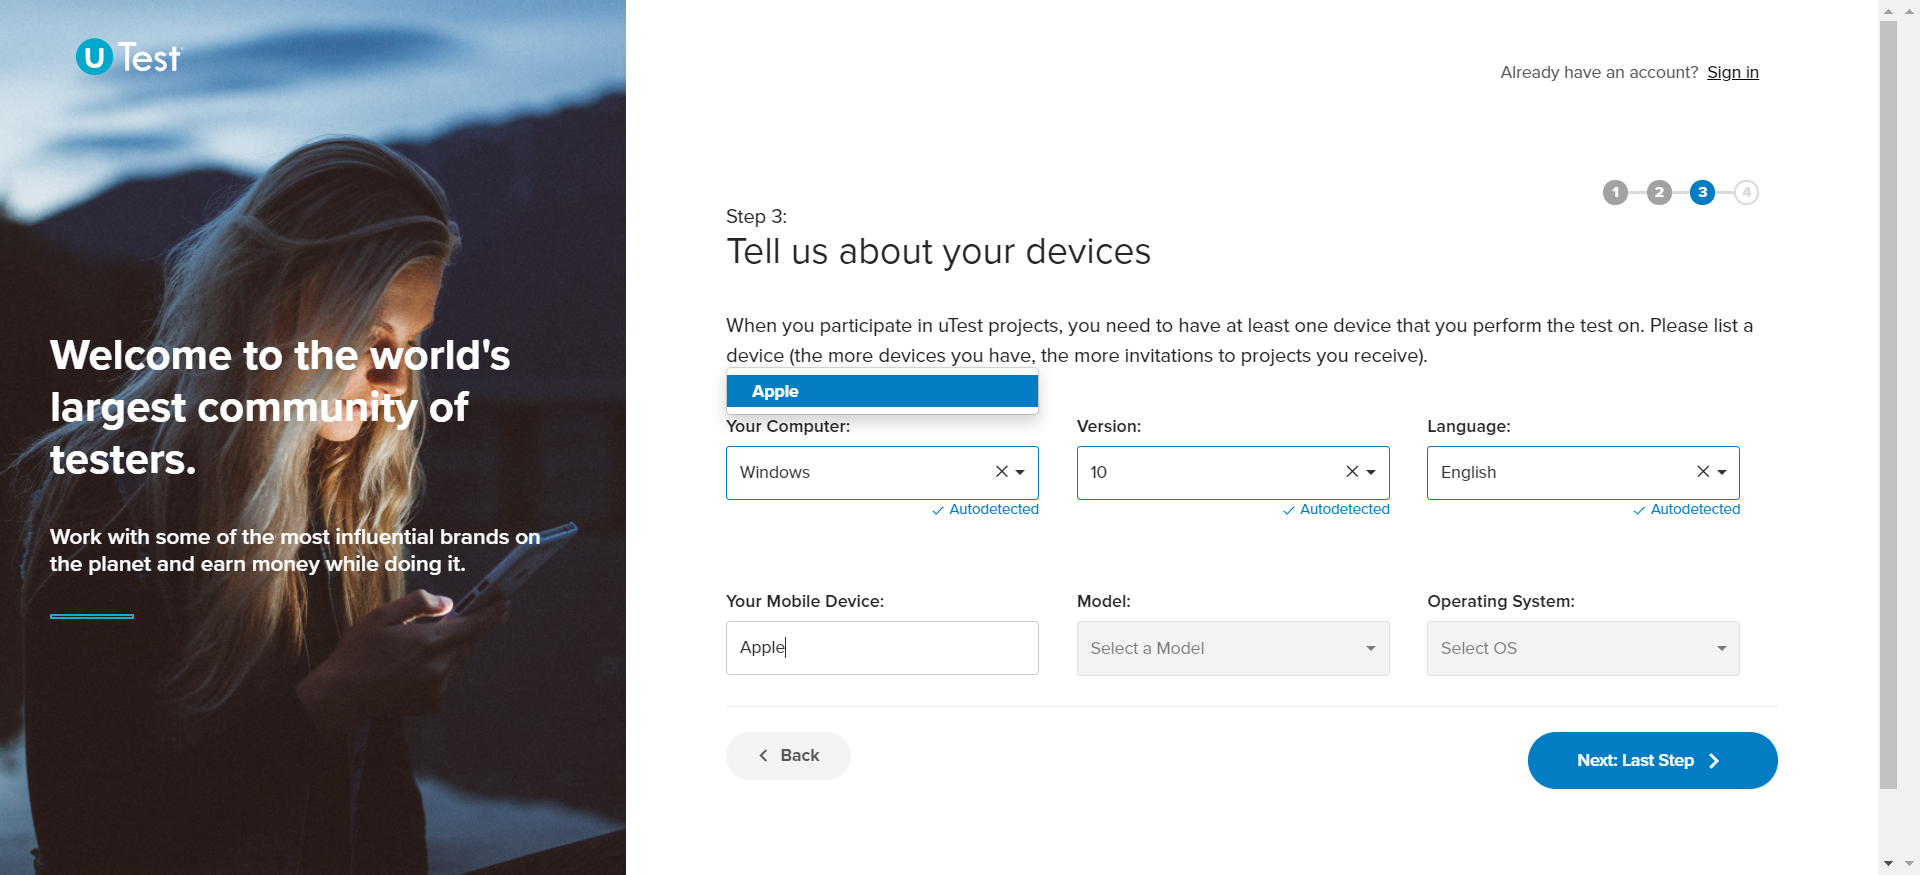 U Test
Already have an account? Sign in
1 2 3 4
Step 3:
Tell us about your devices
When you participate in uTest projects, you need to have at least one device that you perform the test on. Please list a
device (the more devices you have, the more invitations to projects you receive).
Apple
Your Computer: Version: Language:
Windows 10 English
Autodetected Autodetected Autodetected
Your Mobile Device: Model: Operating System:
Apple Select a Model Select OS
Back Next: Last Step
Welcome to the world's
largest community of
testers.
Work with some of the most influential brands on
the planet and earn money while doing it.